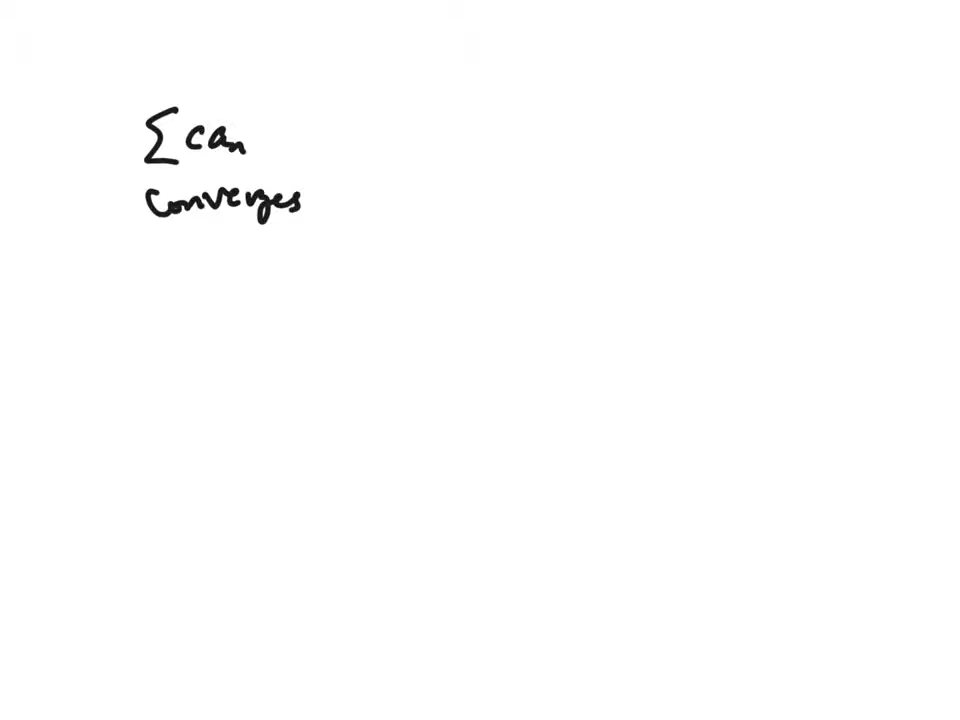 ∑ caₙ
converges